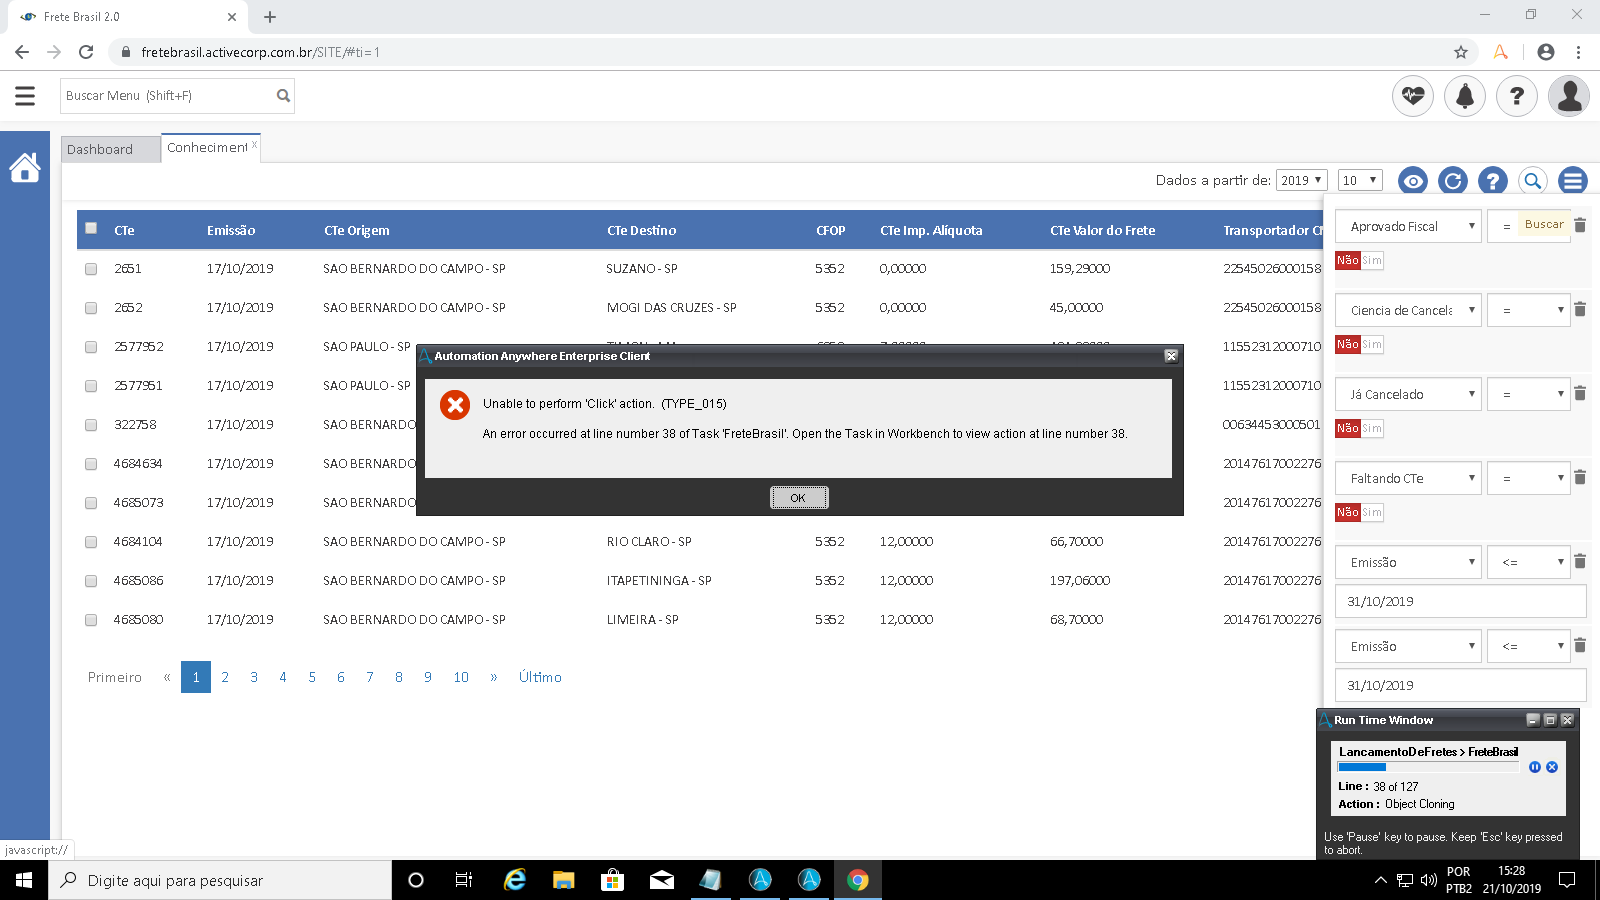 Frete Brasil 2.0
fretebrasil.activecorp.com.br/SITE/#ti=1
Buscar Menu (Shift+F)
Dashboard
Conheciment x
Dados a partir de: 2019 10
CTe Emissão CTe Origem CTe Destino CFOP CTe Imp. Alíquota CTe Valor do Frete Transportador
2651 17/10/2019 SAO BERNARDO DO CAMPO - SP SUZANO - SP 5352 0,00000 159,29000 22545026000158
2652 17/10/2019 SAO BERNARDO DO CAMPO - SP MOGI DAS CRUZES - SP 5352 0,00000 45,00000 22545026000158
2577952 17/10/2019 SAO PAULO - SP 11552312000710
2577951 17/10/2019 SAO PAULO - SP 11552312000710
322758 17/10/2019 SAO BERNARDO 00634453000501
4684634 17/10/2019 SAO BERNARDO 20147617002276
4685073 17/10/2019 SAO BERNARDO 20147617002276
4684104 17/10/2019 SAO BERNARDO DO CAMPO - SP RIO CLARO - SP 5352 12,00000 66,70000 20147617002276
4685086 17/10/2019 SAO BERNARDO DO CAMPO - SP ITAPETININGA - SP 5352 12,00000 197,06000 20147617002276
4685080 17/10/2019 SAO BERNARDO DO CAMPO - SP LIMEIRA - SP 5352 12,00000 68,70000 20147617002276
Primeiro « 1 2 3 4 5 6 7 8 9 10 » Último
Automation Anywhere Enterprise Client
Unable to perform 'Click' action. (TYPE_015)
An error occurred at line number 38 of Task 'FreteBrasil'. Open the Task in Workbench to view action at line number 38.
OK
Aprovado Fiscal = Buscar
Não Sim
Ciencia de Cancela =
Não Sim
Já Cancelado =
Não Sim
Faltando CTe =
Não Sim
Emissão <=
31/10/2019
Emissão <=
31/10/2019
Run Time Window
LancamentoDeFretes > FreteBrasil
Line : 38 of 127
Action : Object Cloning
Use 'Pause' key to pause. Keep 'Esc' key pressed
to abort.
javascript://
Digite aqui para pesquisar
POR
PTB2
15:28
21/10/2019